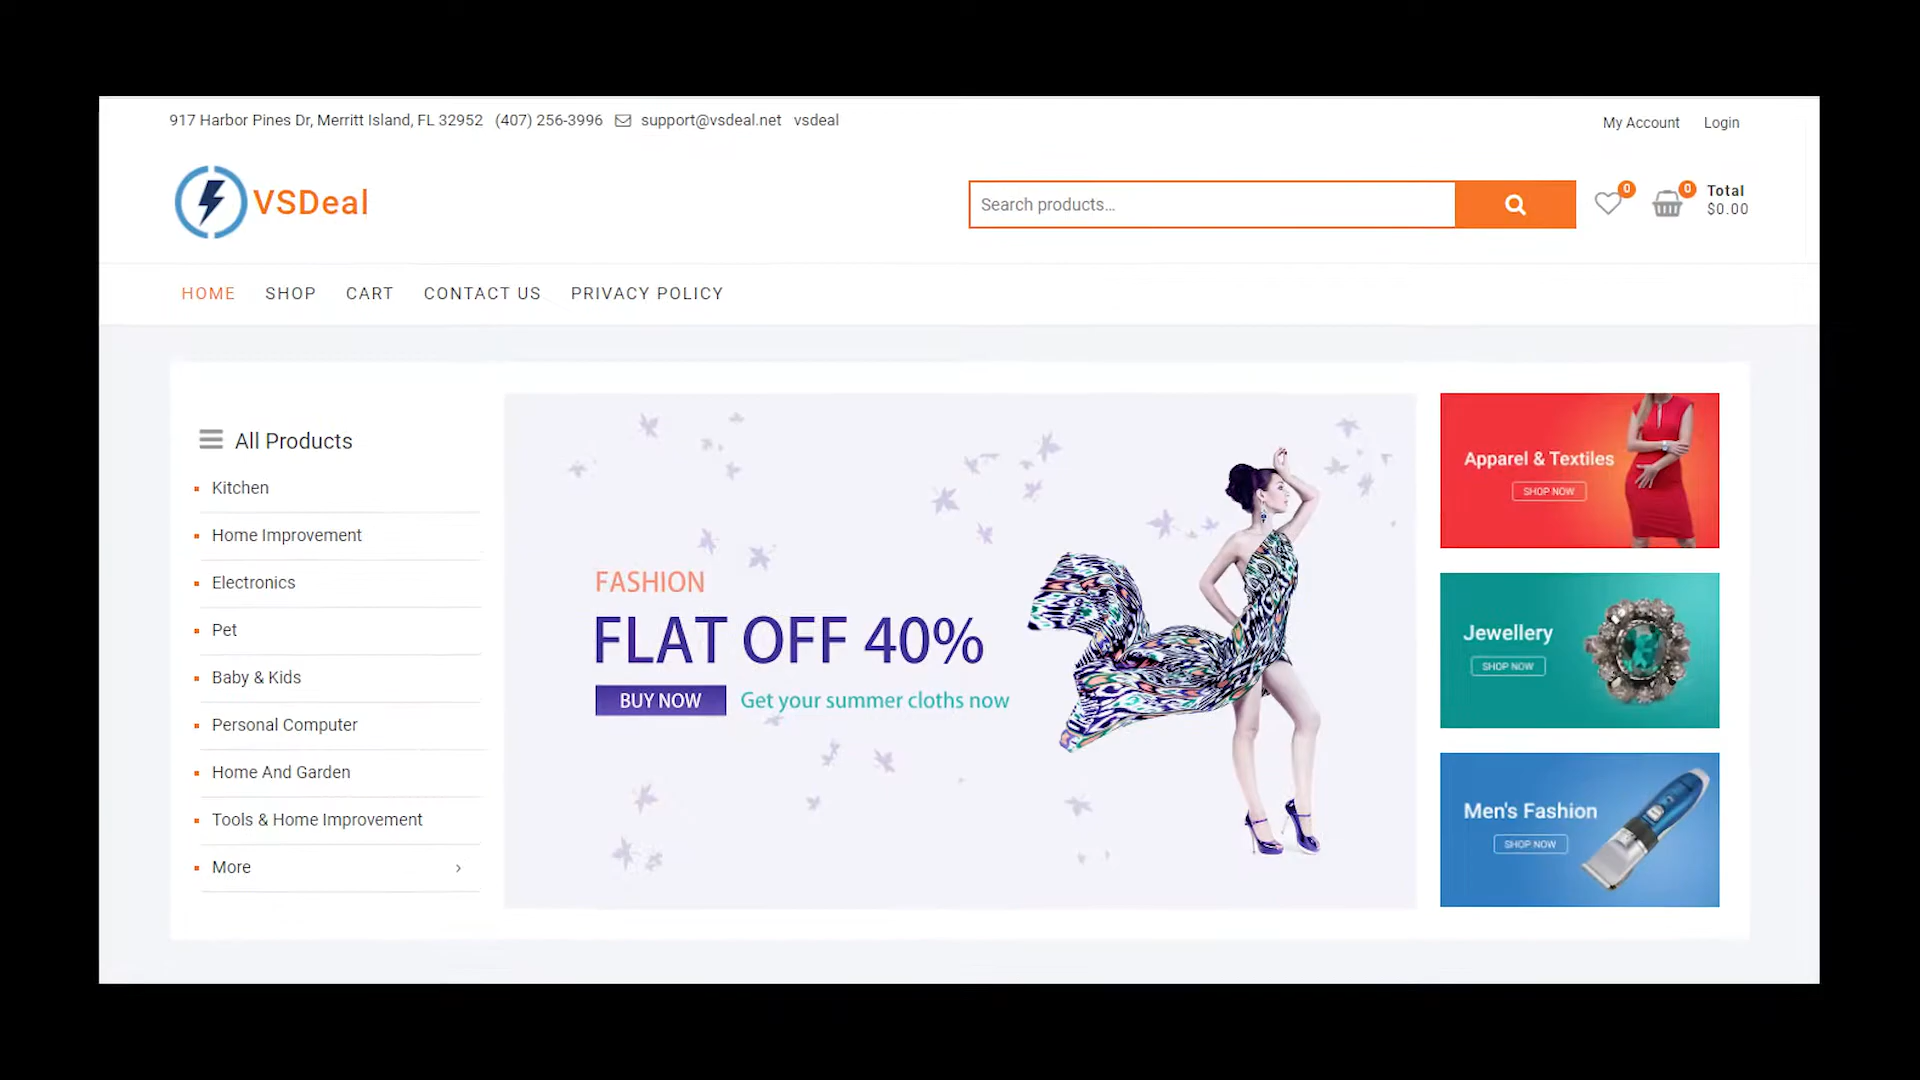 917 Harbor Pines Dr, Merritt Island, FL 32952 (407) 256-3996 support@vsdeal.net vsdeal
My Account Login
VSDeal
Search products...
0
0
Total
$0.00
HOME SHOP CART CONTACT US PRIVACY POLICY
All Products
Kitchen
Home Improvement
Electronics
Pet
Baby & Kids
Personal Computer
Home And Garden
Tools & Home Improvement
More
FASHION
FLAT OFF 40%
BUY NOW Get your summer cloths now
Apparel & Textiles
SHOP NOW
Jewellery
SHOP NOW
Men's Fashion
SHOP NOW